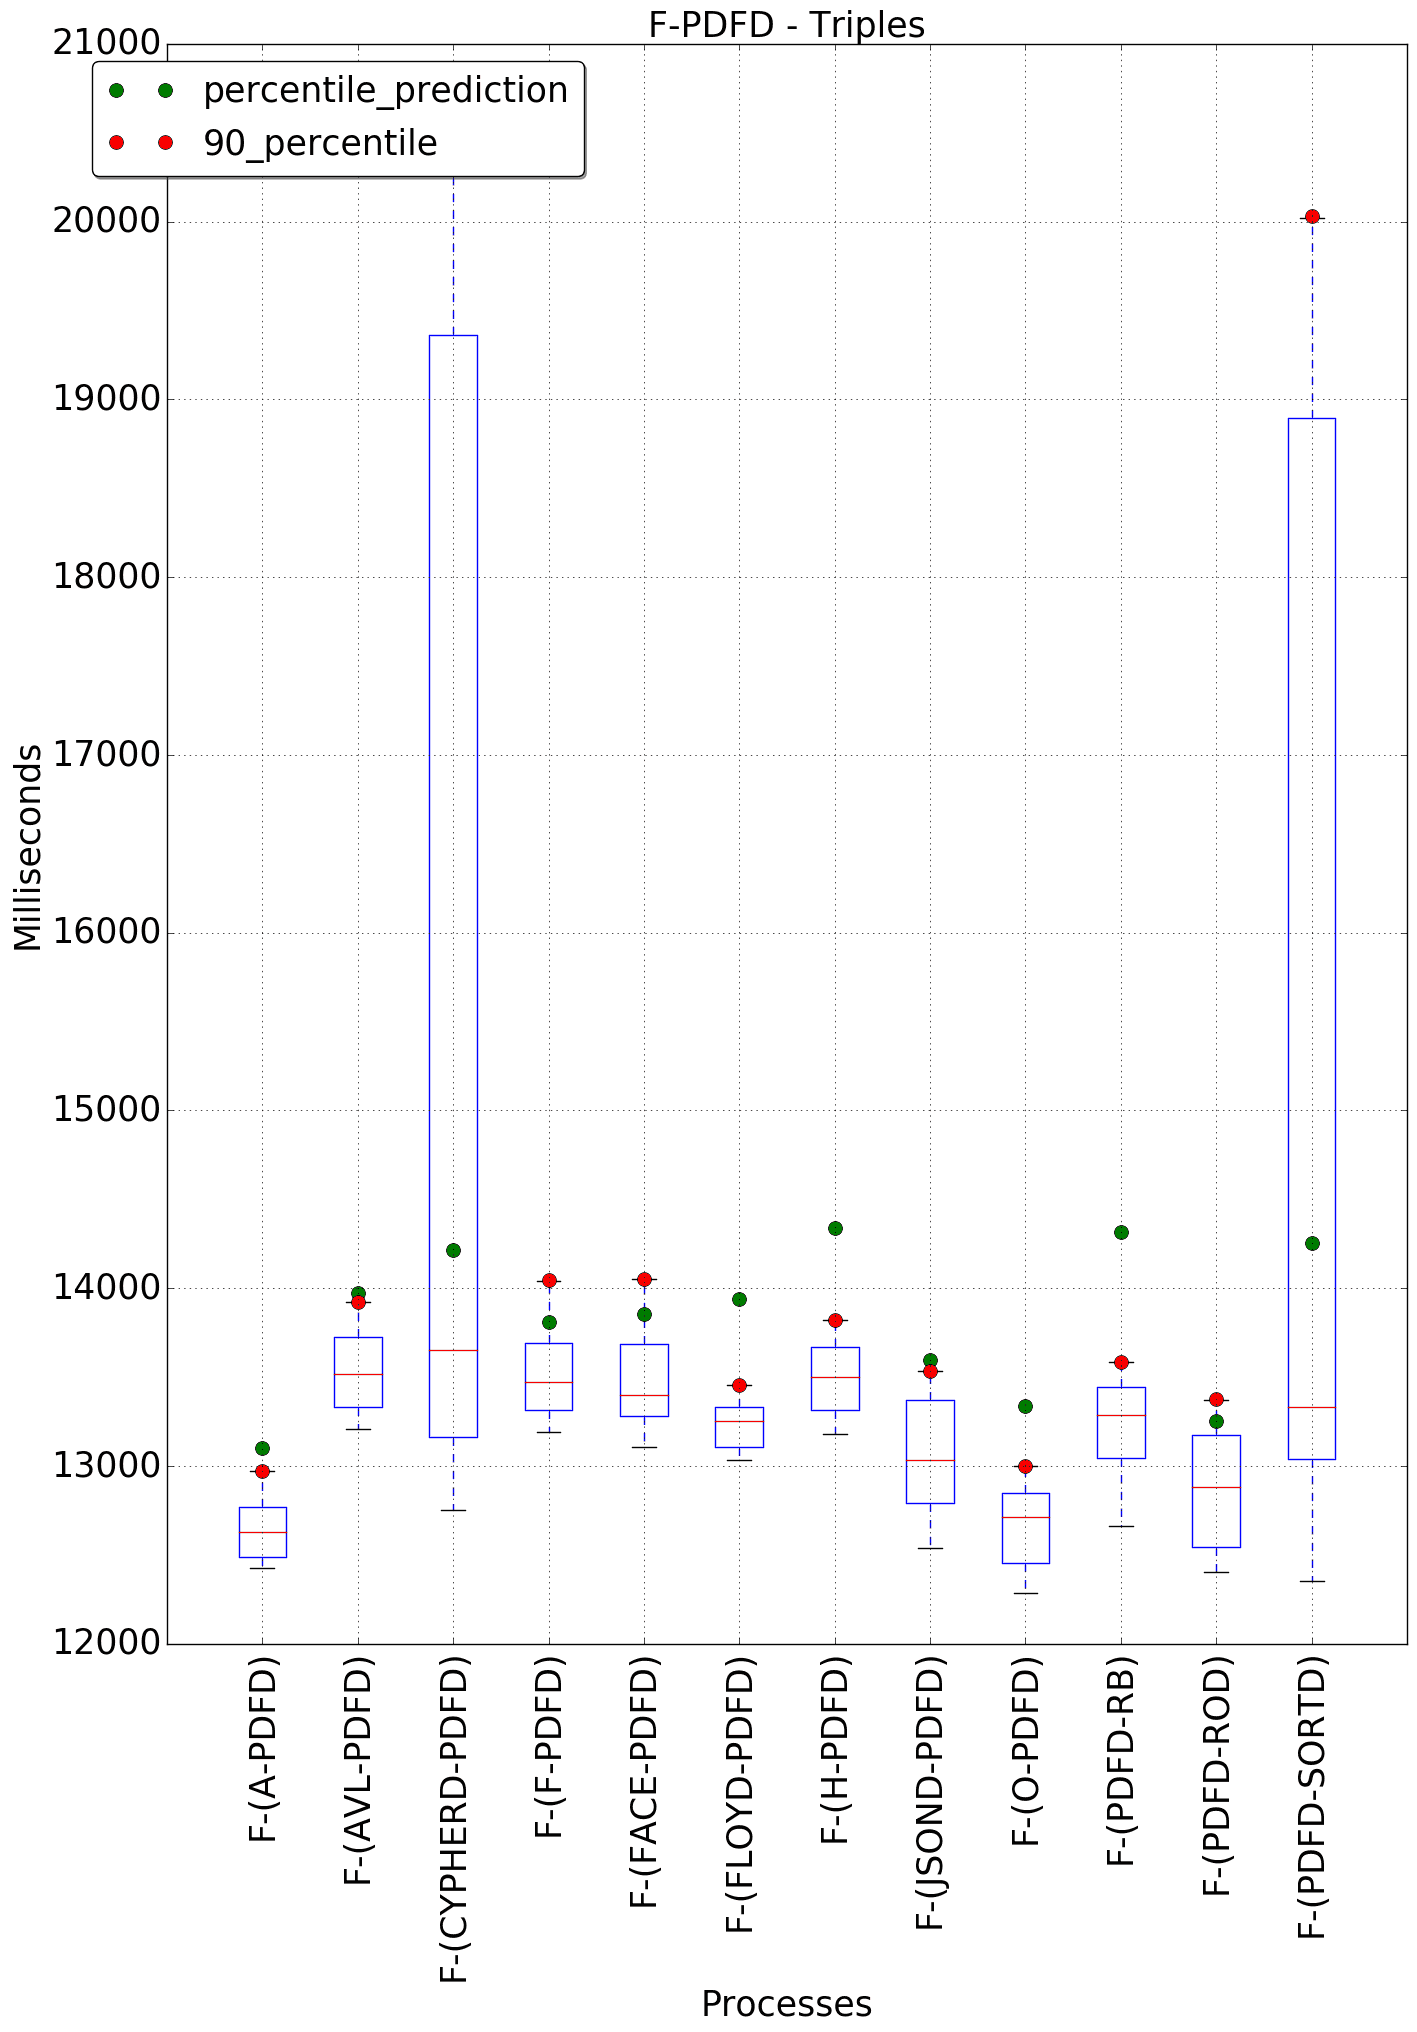 F-PDFD - Triples
percentile_prediction
90_percentile
21000
20000
19000
18000
17000
16000
15000
14000
13000
12000
Milliseconds
F-(A-PDFD)
F-(AVL-PDFD)
F-(CYPHERD-PDFD)
F-(F-PDFD)
F-(FACE-PDFD)
F-(FLOYD-PDFD)
F-(H-PDFD)
F-(JSOND-PDFD)
F-(O-PDFD)
F-(PDFD-RB)
F-(PDFD-ROD)
F-(PDFD-SORTD)
Processes